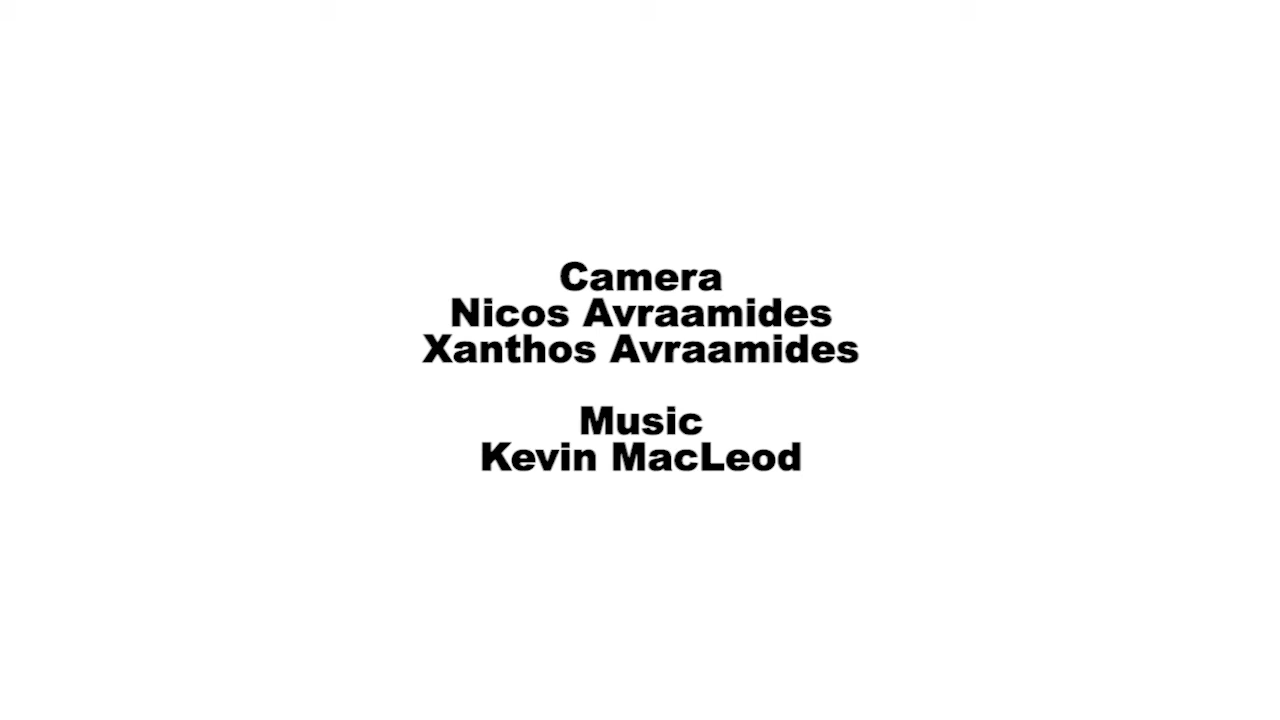 Camera
Nicos Avraamides
Xanthos Avraamides
Music
Kevin MacLeod